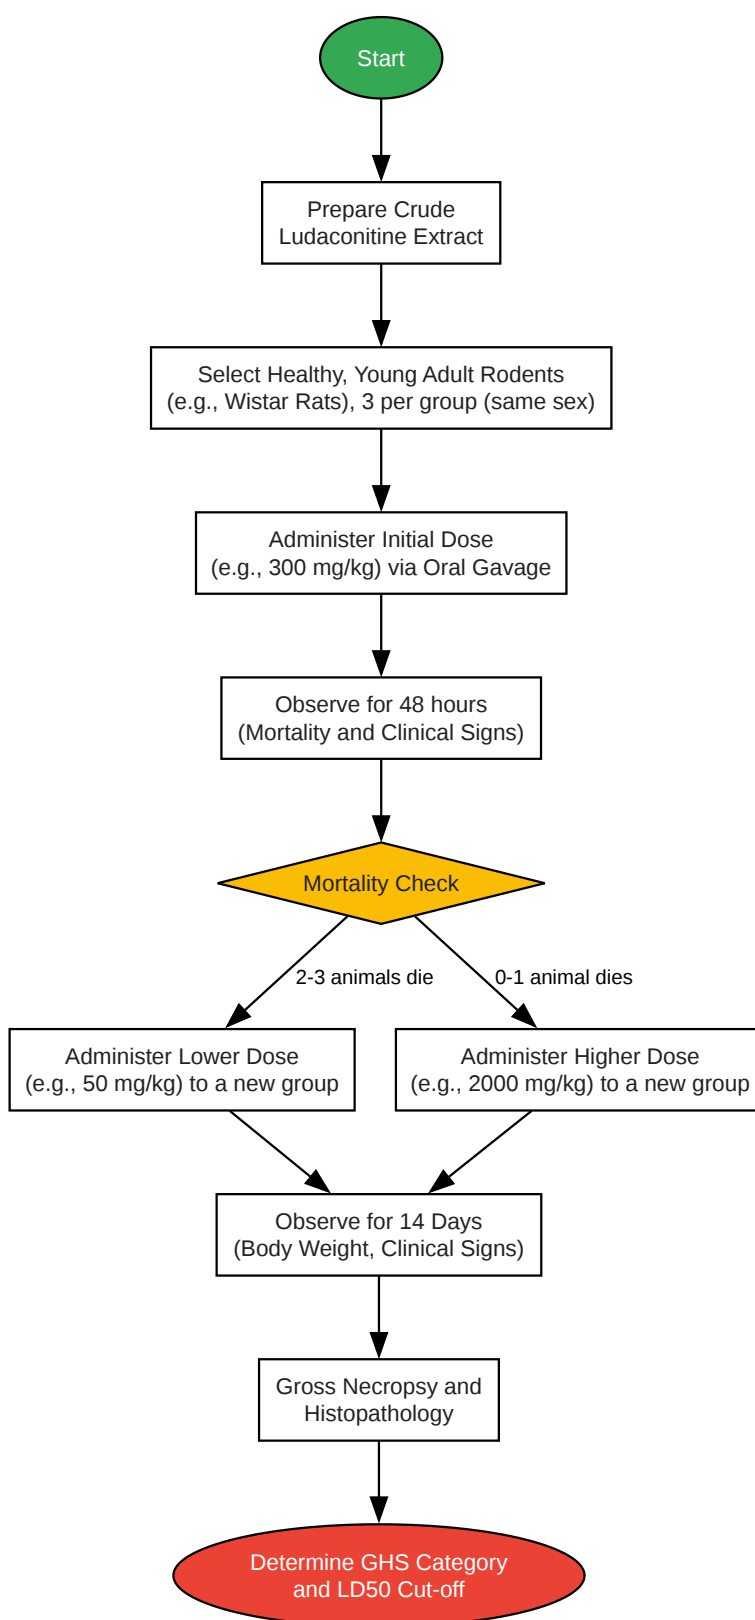 Start
Prepare Crude
Ludaconitine Extract
Select Healthy, Young Adult Rodents
(e.g., Wistar Rats), 3 per group (same sex)
Administer Initial Dose
(e.g., 300 mg/kg) via Oral Gavage
Observe for 48 hours
(Mortality and Clinical Signs)
Mortality Check
2-3 animals die
0-1 animal dies
Administer Lower Dose
(e.g., 50 mg/kg) to a new group
Administer Higher Dose
(e.g., 2000 mg/kg) to a new group
Observe for 14 Days
(Body Weight, Clinical Signs)
Gross Necropsy and
Histopathology
Determine GHS Category
and LD50 Cut-off